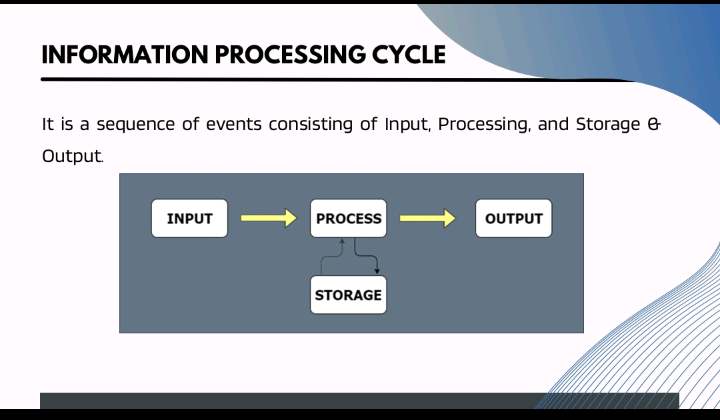 INFORMATION PROCESSING CYCLE
It is a sequence of events consisting of Input, Processing, and Storage &
Output.
INPUT
PROCESS
OUTPUT
STORAGE